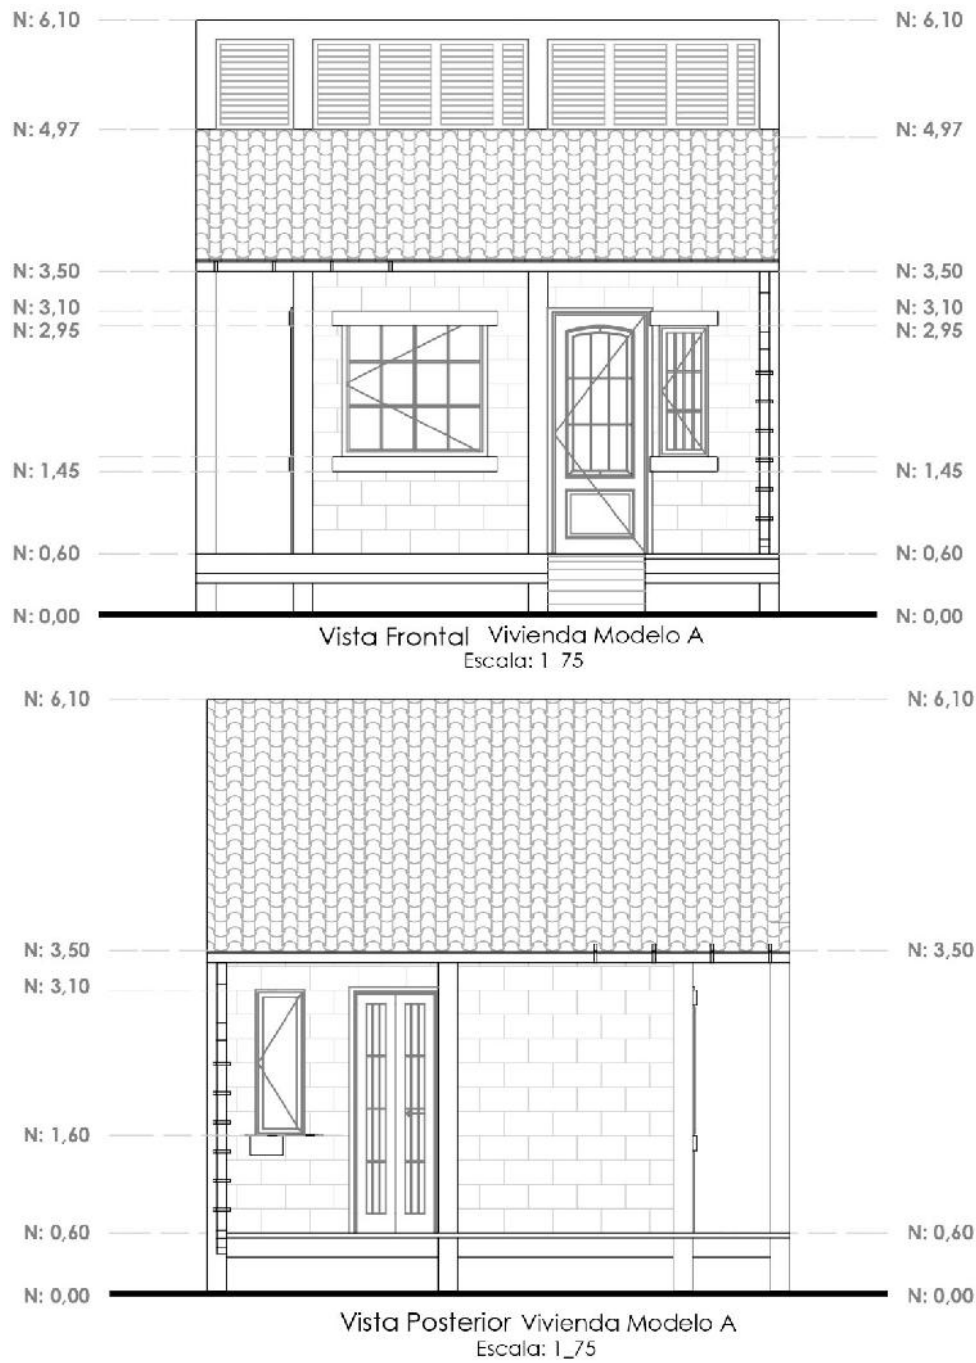 N: 6,10 N: 6,10
N: 4,97 N: 4,97
N: 3,50 N: 3,50
N: 3,10 N: 3,10
N: 2,95 N: 2,95
N: 1,45 N: 1,45
N: 0,60 N: 0,60
N: 0,00 N: 0,00
Vista Frontal Vivienda Modelo A
Escala: 1_75
N: 6,10 N: 6,10
N: 3,50 N: 3,50
N: 3,10
N: 1,60
N: 0,60 N: 0,60
N: 0,00 N: 0,00
Vista Posterior Vivienda Modelo A
Escala: 1_75